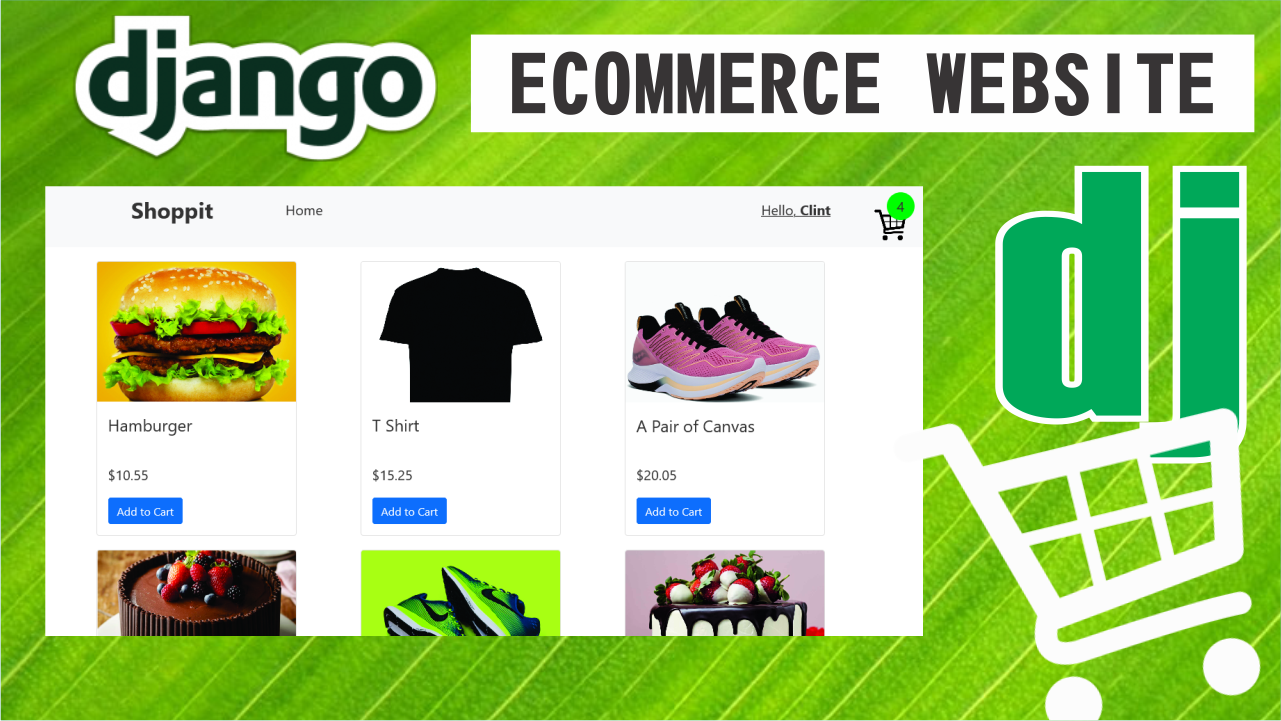 django
ECOMMERCE WEBSITE
dj
Shoppit
Home
Hello, Clint
4
Hamburger
$10.55
Add to Cart
T Shirt
$15.25
Add to Cart
A Pair of Canvas
$20.05
Add to Cart